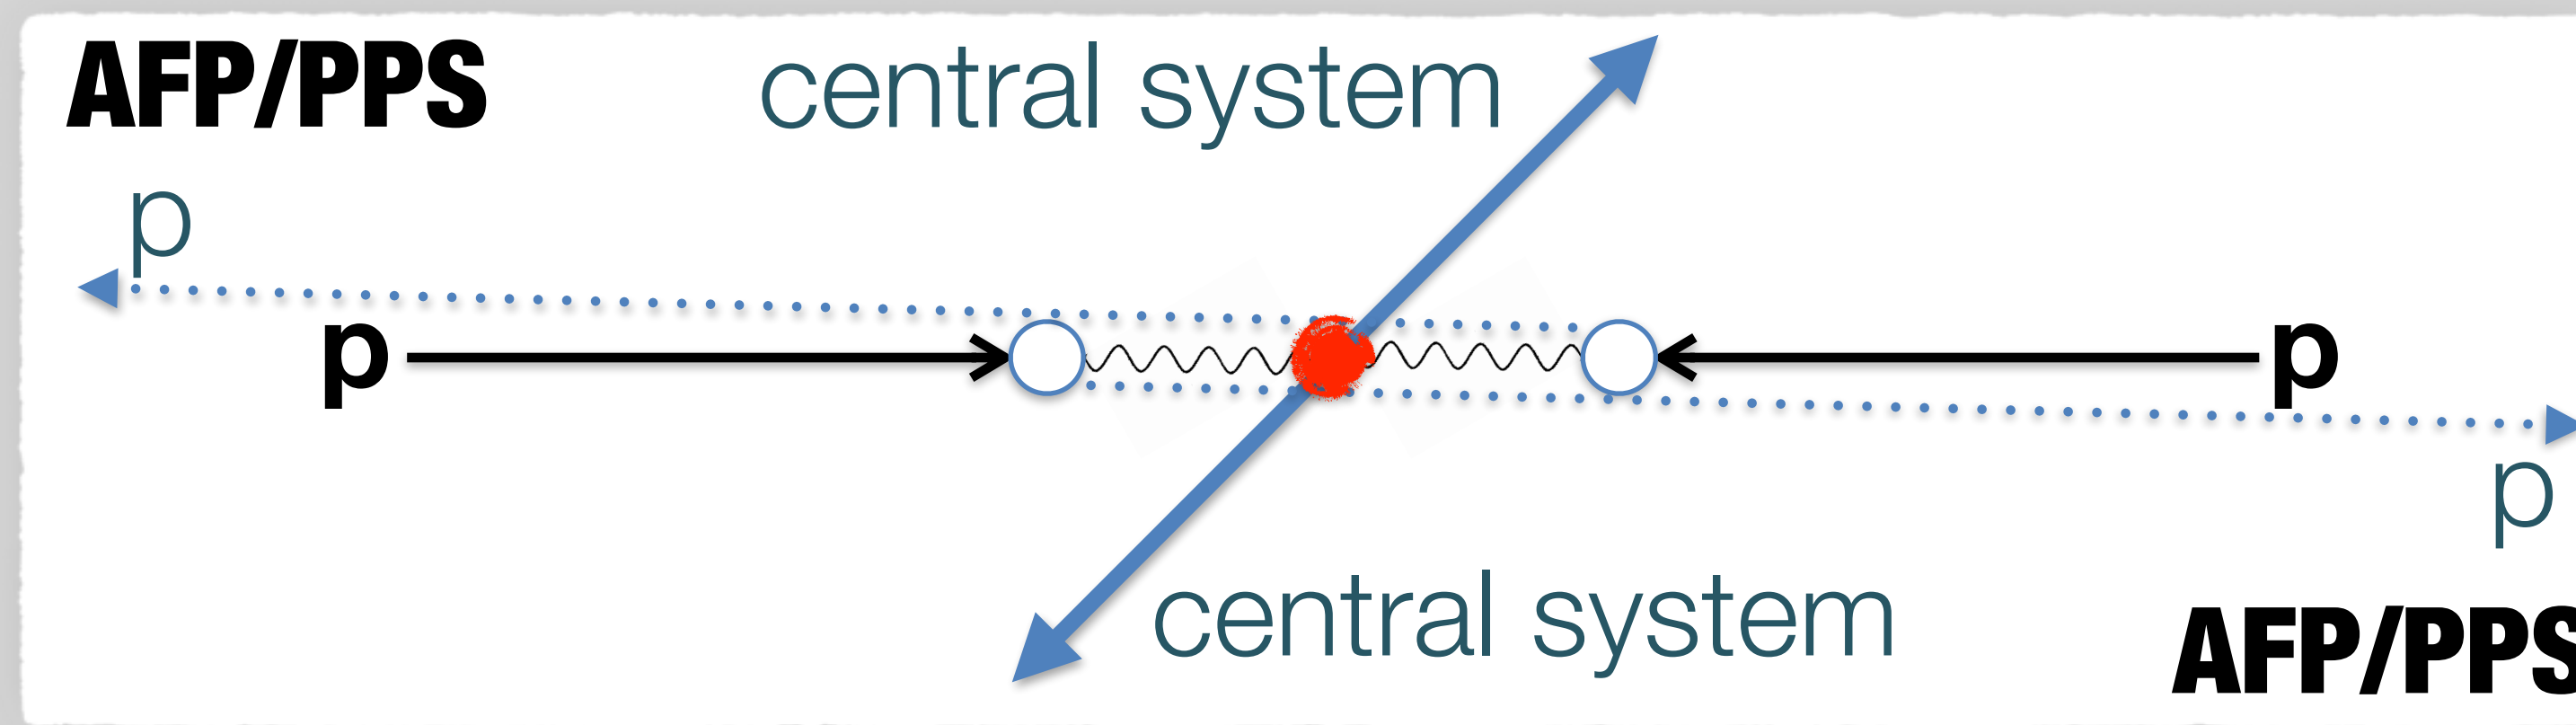 AFP/PPS
central system
p
p
p
p
central system
AFP/PPS